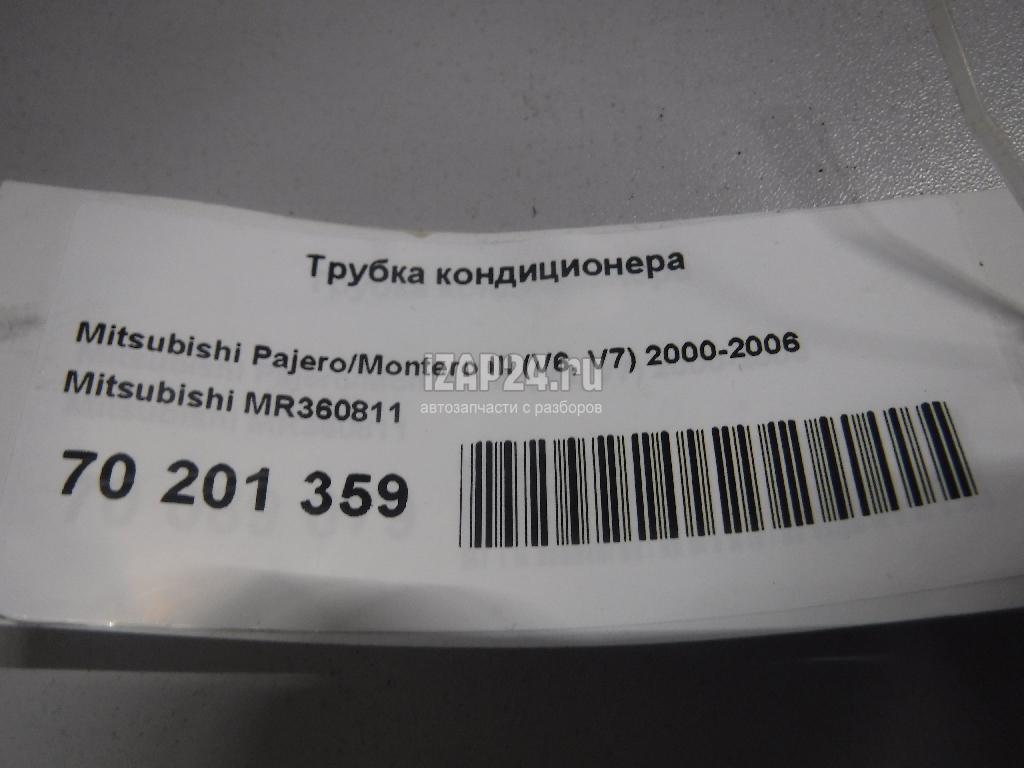 Трубка кондиционера
Mitsubishi Pajero/Montero III (V6, V7) 2000-2006
iZAP24.ru
Mitsubishi MR360811
автозапчасти с разборов
70 201 359